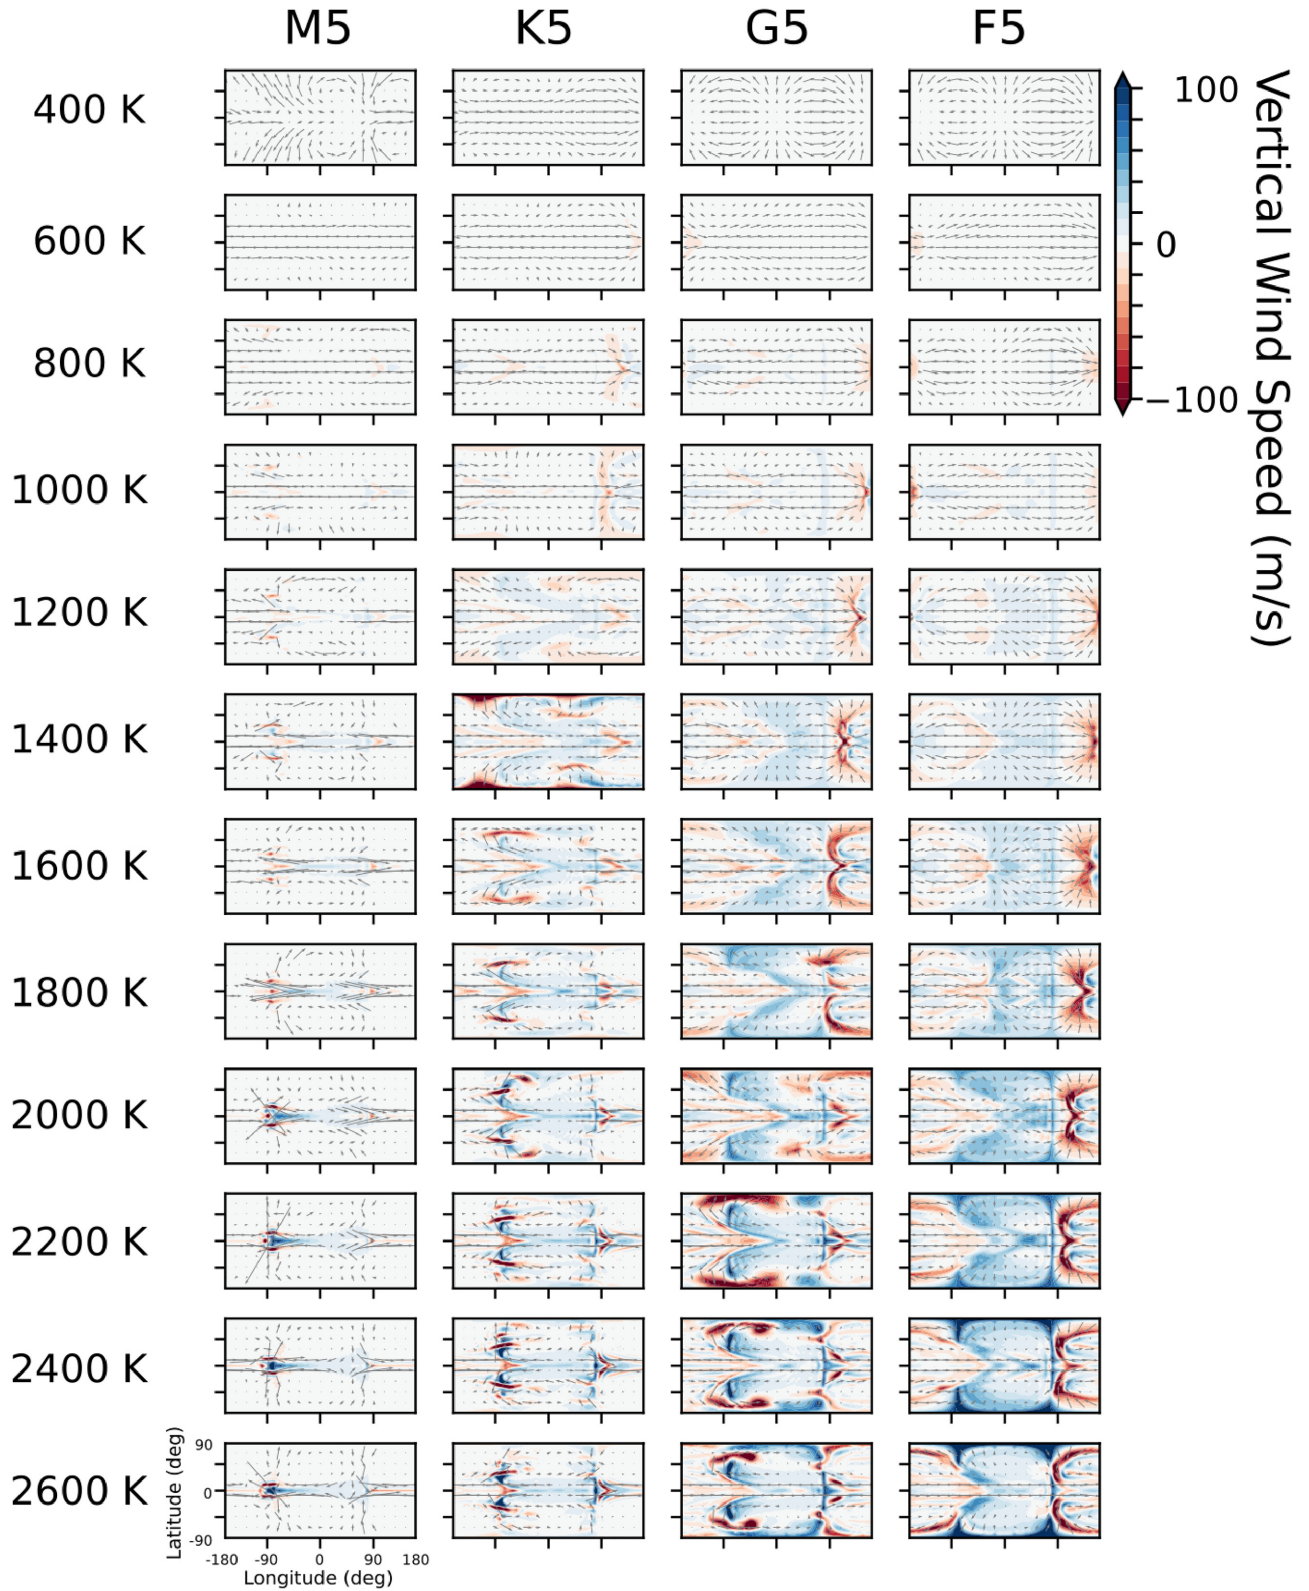 M5 K5 G5 F5
400 K
600 K
800 K
1000 K
1200 K
1400 K
1600 K
1800 K
2000 K
2200 K
2400 K
2600 K
100
0
−100
Vertical Wind Speed (m/s)
90
0
-90
Latitude (deg)
-180 -90 0 90 180
Longitude (deg)